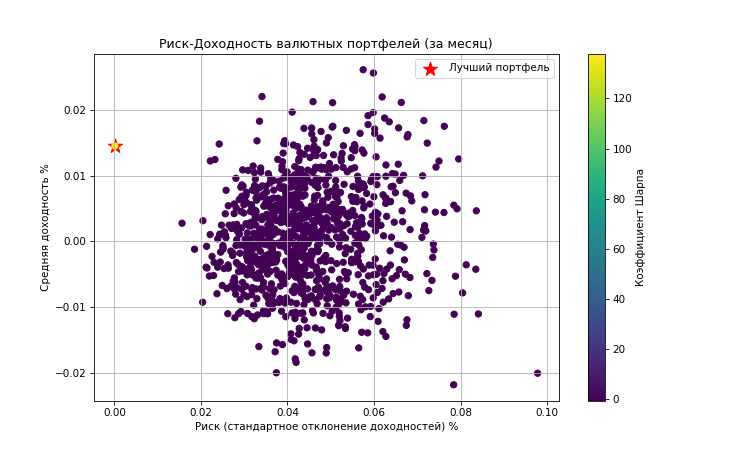 Риск-Доходность валютных портфелей (за месяц)
Лучший портфель
Средняя доходность %
0.02
0.01
0.00
−0.01
−0.02
0.00 0.02 0.04 0.06 0.08 0.10
Риск (стандартное отклонение доходностей) %
120
100
80
60
40
20
0
Коэффициент Шарпа